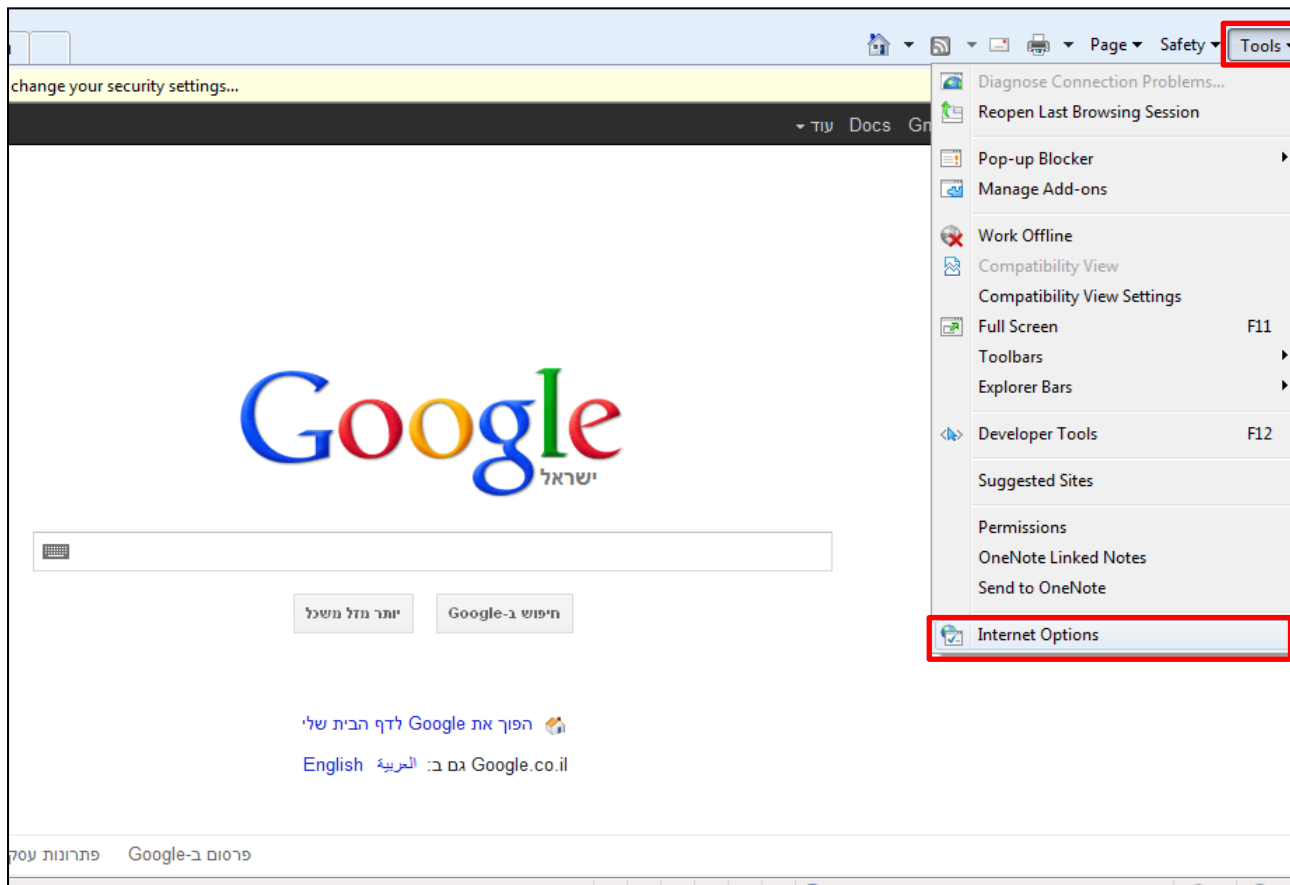 Page Safety Tools
change your security settings...
עוד Docs
Diagnose Connection Problems...
Reopen Last Browsing Session
Pop-up Blocker
Manage Add-ons
Work Offline
Compatibility View
Compatibility View Settings
Full Screen F11
Toolbars
Explorer Bars
Developer Tools F12
Suggested Sites
Permissions
OneNote Linked Notes
Send to OneNote
Internet Options
Google
ישראל
חיפוש ב-Google
יותר מזל משכל
הפוך את Google לדף הבית שלי
Google.co.il גם ב: العربية English
פרסום ב-Google פתרונות